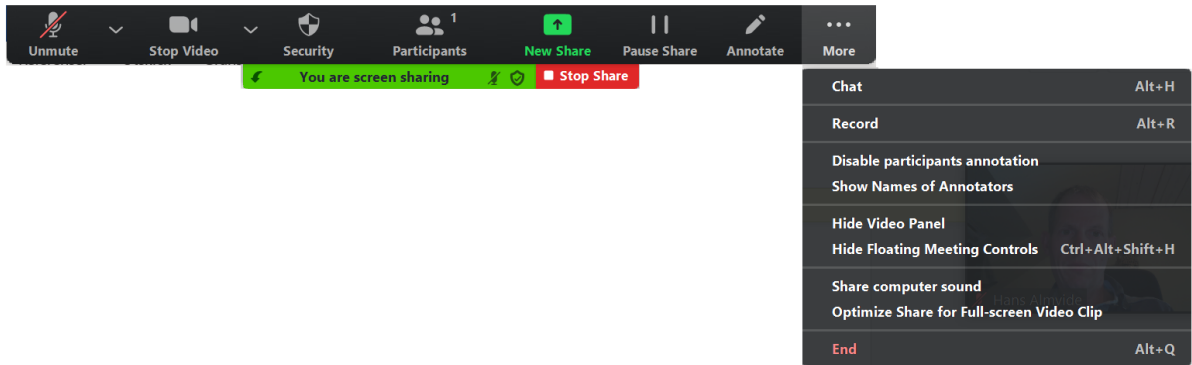 1
Unmute Stop Video Security Participants New Share Pause Share Annotate More
You are screen sharing Stop Share
Chat Alt+H
Record Alt+R
Disable participants annotation
Show Names of Annotators
Hide Video Panel
Hide Floating Meeting Controls Ctrl+Alt+Shift+H
Share computer sound
Hans Almvide
Optimize Share for Full-screen Video Clip
End Alt+Q